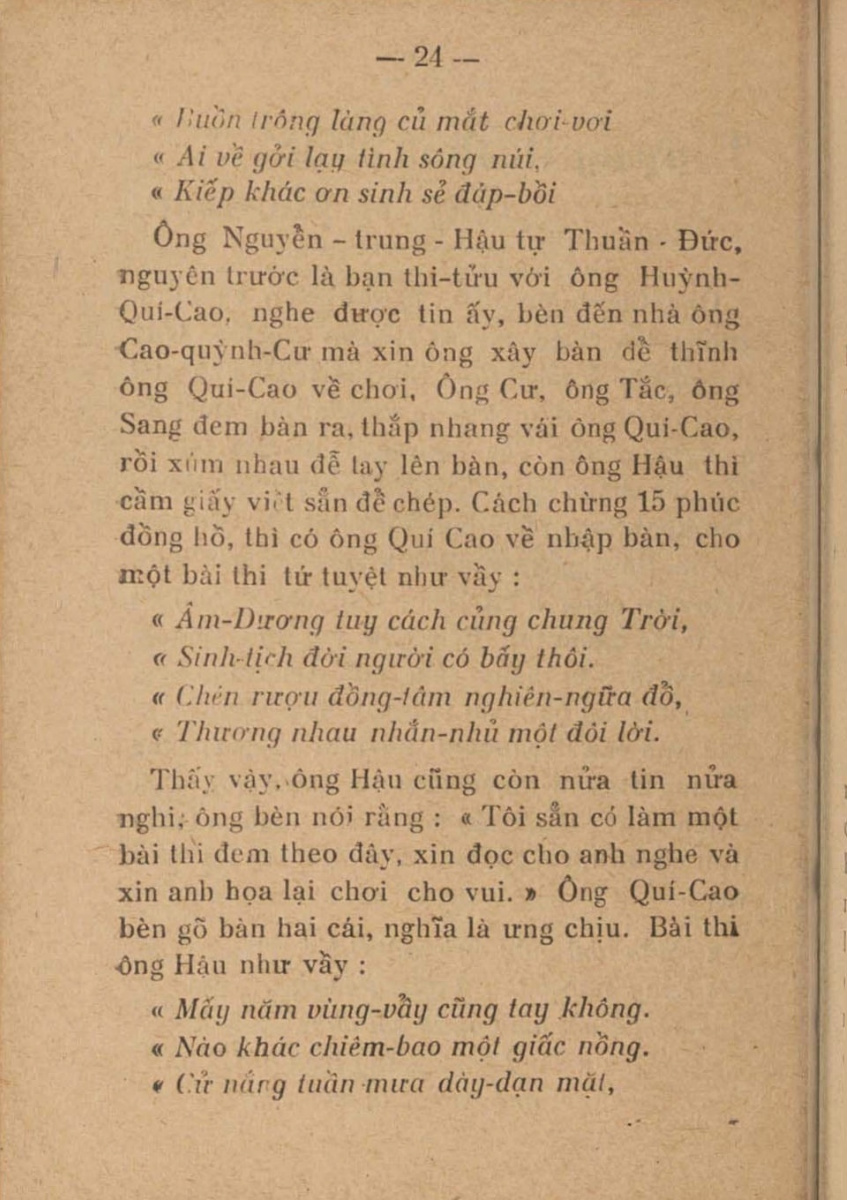 — 24 —
« Buồn trông làng củ mắt chơi-vơi
« Ai về gởi lạy tình sông núi,
« Kiếp khác ơn sinh sẻ đáp-bồi
Ông Nguyễn – trung - Hậu tự Thuần - Đức,
nguyên trước là bạn thi-tửu với ông Huỳnh-
Quí-Cao, nghe được tin ấy, bèn đến nhà ông
Cao-quỳnh-Cư mà xin ông xây bàn dề thĩnh
ông Quí-Cao về chơi, Ông Cư, ông Tắc, ông
Sang đem bàn ra, thắp nhang vái ông Quí-Cao,
rồi xúm nhau để tay lên bàn, còn ông Hậu thì
cầm giấy viết sẳn đề chép. Cách chừng 15 phúc
đồng hồ, thì có ông Quí Cao về nhập bàn, cho
một bài thi tứ tuyệt như vầy :
« Âm-Dương tuy cách củng chung Trời,
« Sinh-tịch đời người có bấy thôi.
« Chén rượu đồng-tâm nghiên-ngữa đổ,
« Thương nhau nhắn-nhủ một đôi lời.
Thấy vậy, ông Hậu cũng còn nửa tin nửa
nghi, ông bèn nói rằng : « Tôi sẳn có làm một
bài thi đem theo đây, xin đọc cho anh nghe và
xin anh họa lại chơi cho vui. » Ông Quí-Cao
bèn gõ bàn hai cái, nghĩa là ưng chịu. Bài thi
ông Hậu như vầy :
« Mấy năm vùng-vẩy cũng tay không.
« Nào khác chiêm-bao một giấc nồng.
« Cử nắng tuần mưa dày-dạn mặt,